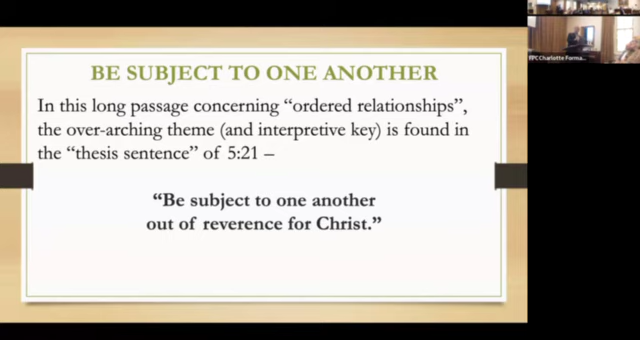 BE SUBJECT TO ONE ANOTHER
In this long passage concerning “ordered relationships”,
the over-arching theme (and interpretive key) is found in
the “thesis sentence” of 5:21 –
“Be subject to one another
out of reverence for Christ.”
Charlotte